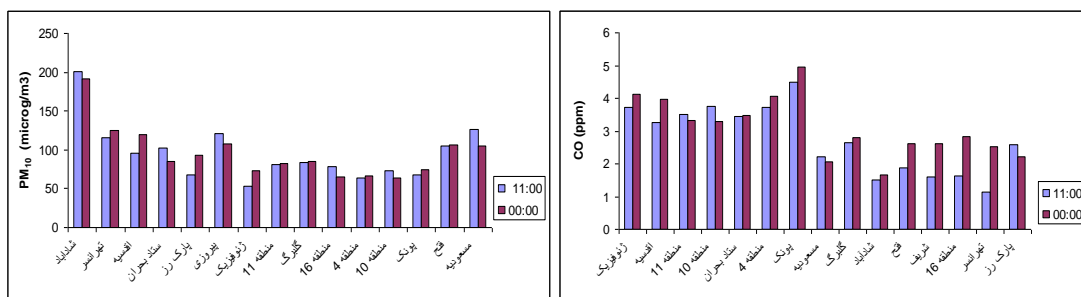 250
200
150
100
50
0
PM₁₀ (microg/m3)
شادآباد
تهرانسر
اقدسیه
ستاد بحران
پارک رز
پیروزی
ژئوفیزیک
منطقه 11
گلبرگ
منطقه 16
منطقه 4
منطقه 10
پونک
فتح
مسعودیه
11:00
00:00
6
5
4
3
2
1
0
CO (ppm)
ژئوفیزیک
اقدسیه
منطقه 11
منطقه 10
ستاد بحران
منطقه 4
پونک
مسعودیه
گلبرگ
شادآباد
فتح
شریف
منطقه 16
تهرانسر
پارک رز
11:00
00:00